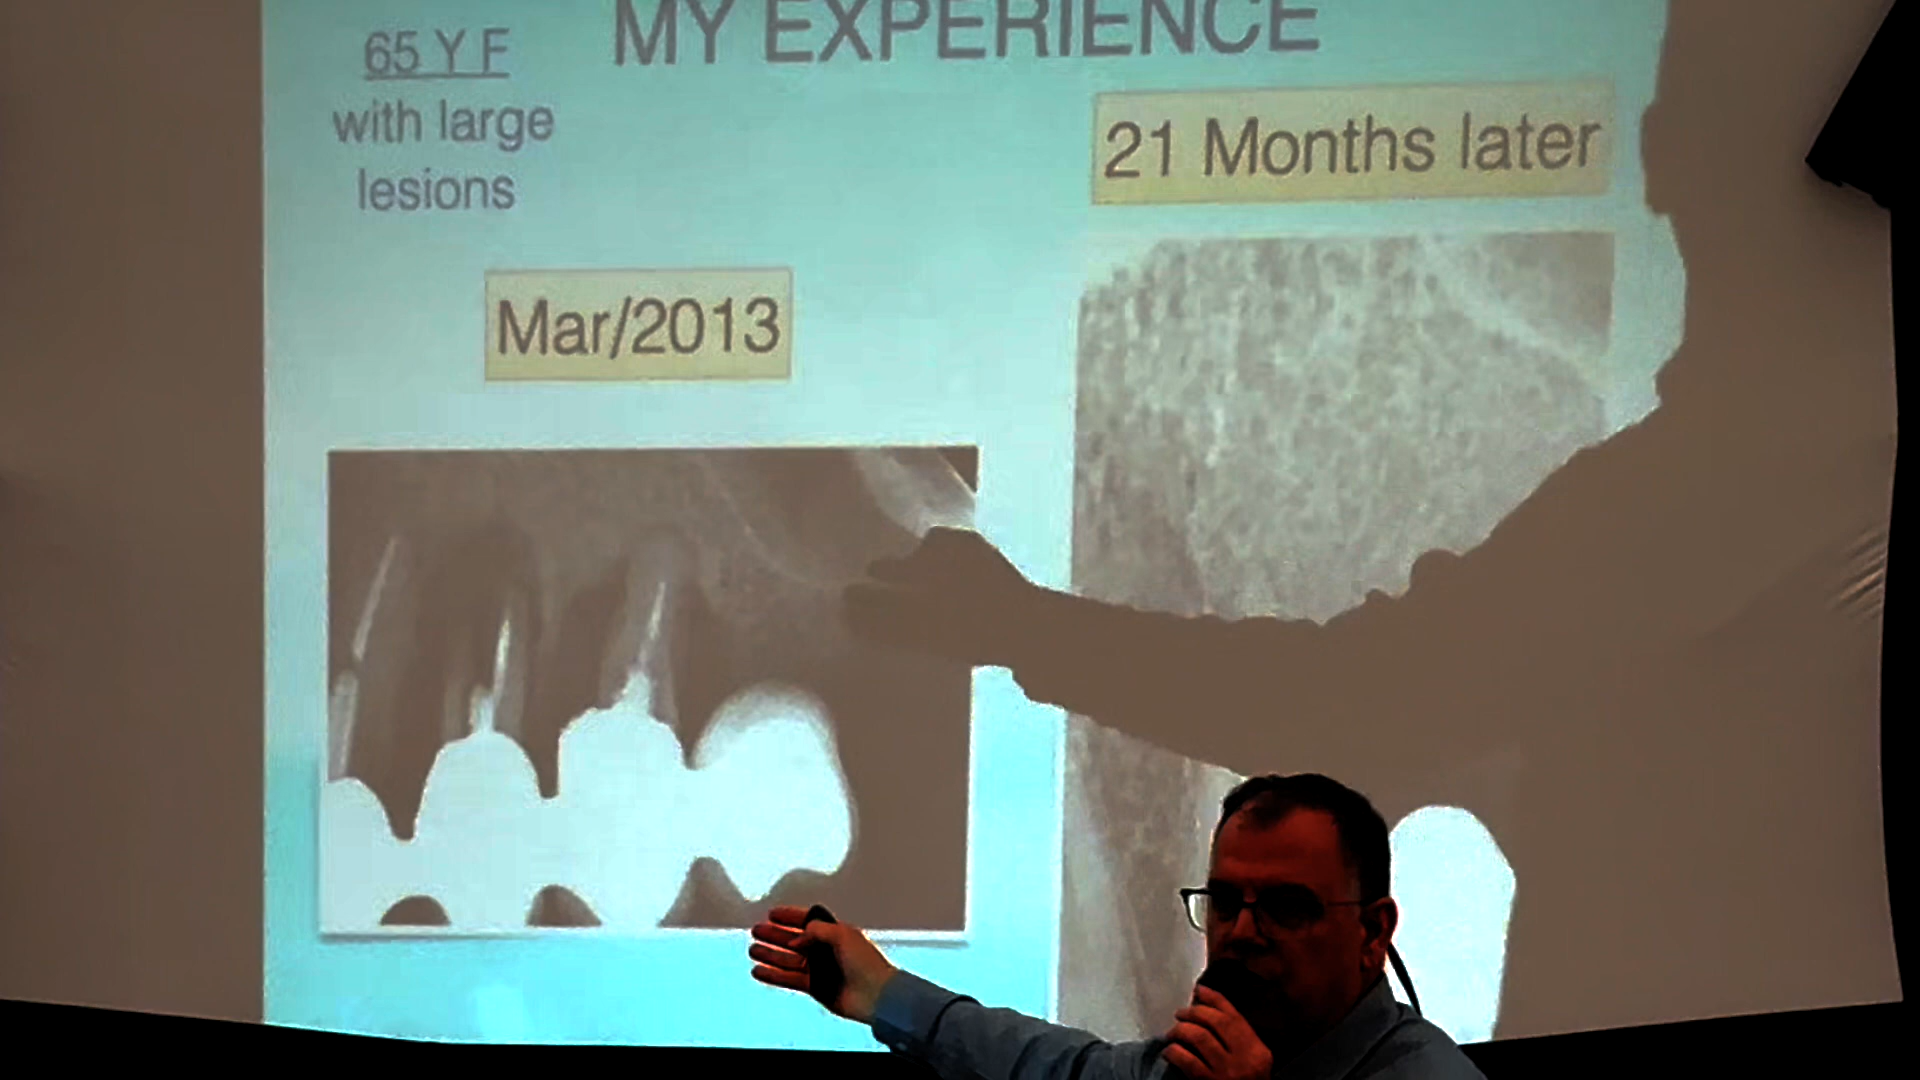 MY EXPERIENCE
65 Y F
with large
lesions
21 Months later
Mar/2013